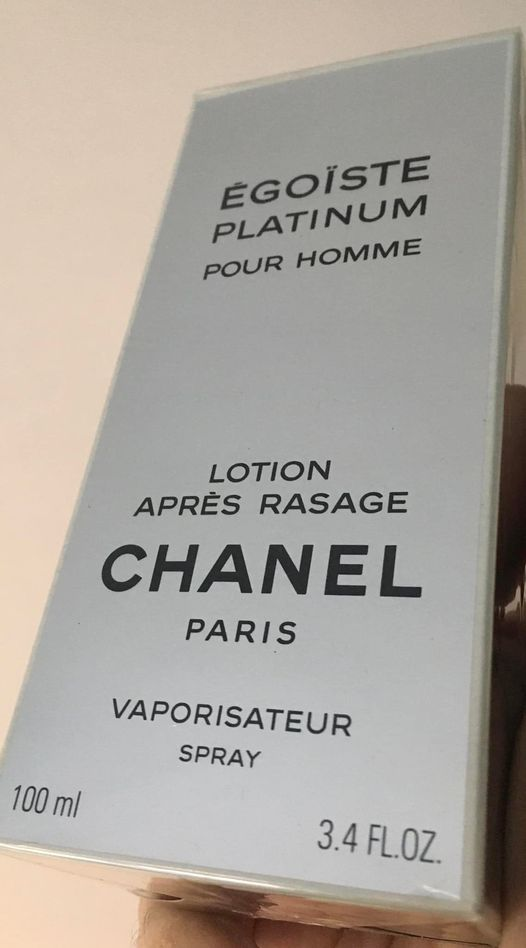 ÉGOÏSTE
PLATINUM
POUR HOMME
LOTION
APRÈS RASAGE
CHANEL
PARIS
VAPORISATEUR
SPRAY
100 ml
3.4 FL.OZ.